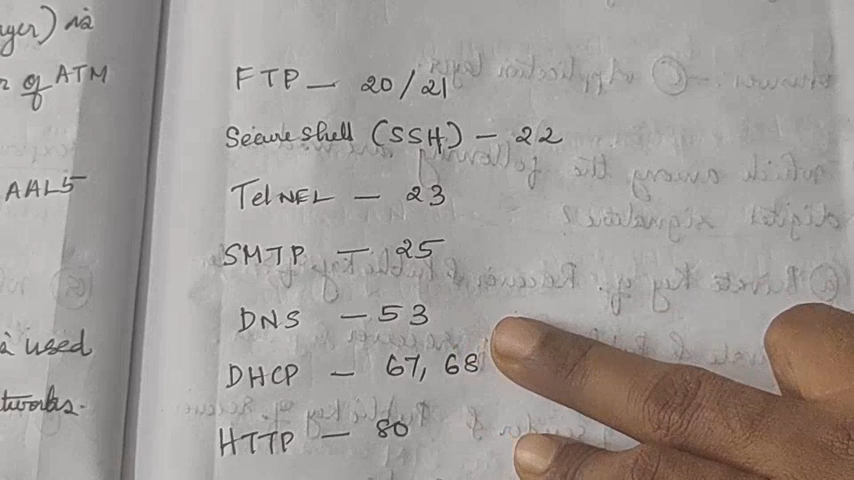 yer) is
r of ATM
AAL5
is used
tworks.
FTP — 20/21
Secure shell (SSH) — 22
TelNEL — 23
SMTP — 25
DNS — 53
DHCP — 67, 68
HTTP — 80